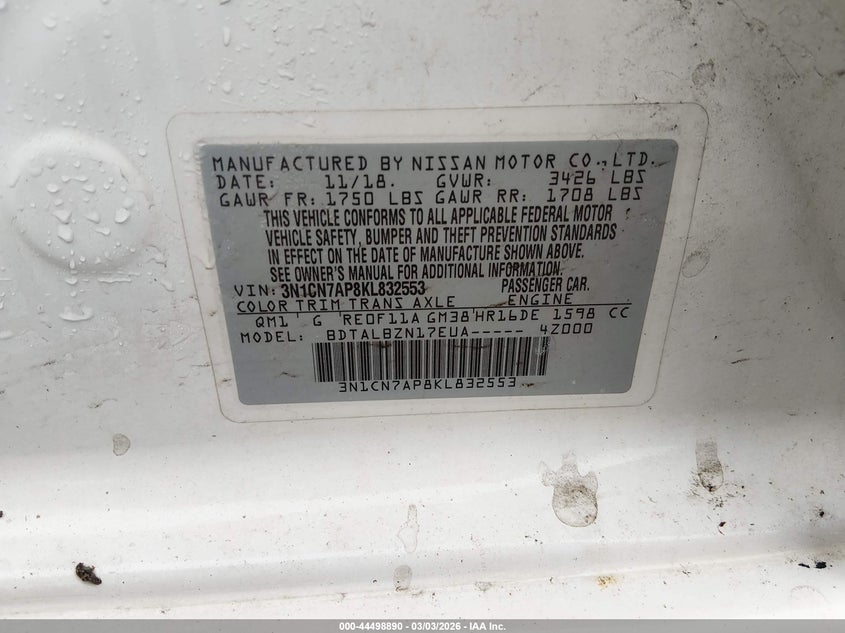 MANUFACTURED BY NISSAN MOTOR CO., LTD.
DATE: 11/18. GVWR: 3426 LBS
GAWR FR: 1750 LBS GAWR RR: 1708 LBS
THIS VEHICLE CONFORMS TO ALL APPLICABLE FEDERAL MOTOR
VEHICLE SAFETY, BUMPER AND THEFT PREVENTION STANDARDS
IN EFFECT ON THE DATE OF MANUFACTURE SHOWN ABOVE.
SEE OWNER'S MANUAL FOR ADDITIONAL INFORMATION.
VIN: 3N1CN7AP8KL832553 PASSENGER CAR.
COLOR TRIM TRANS AXLE ENGINE
QM1 G RE0F11A GM38 HR16DE 1598 CC
MODEL: BDTALBZN17EUA----- 4Z000
3N1CN7AP8KL832553
000-44498890 • 03/03/2026 • IAA Inc.